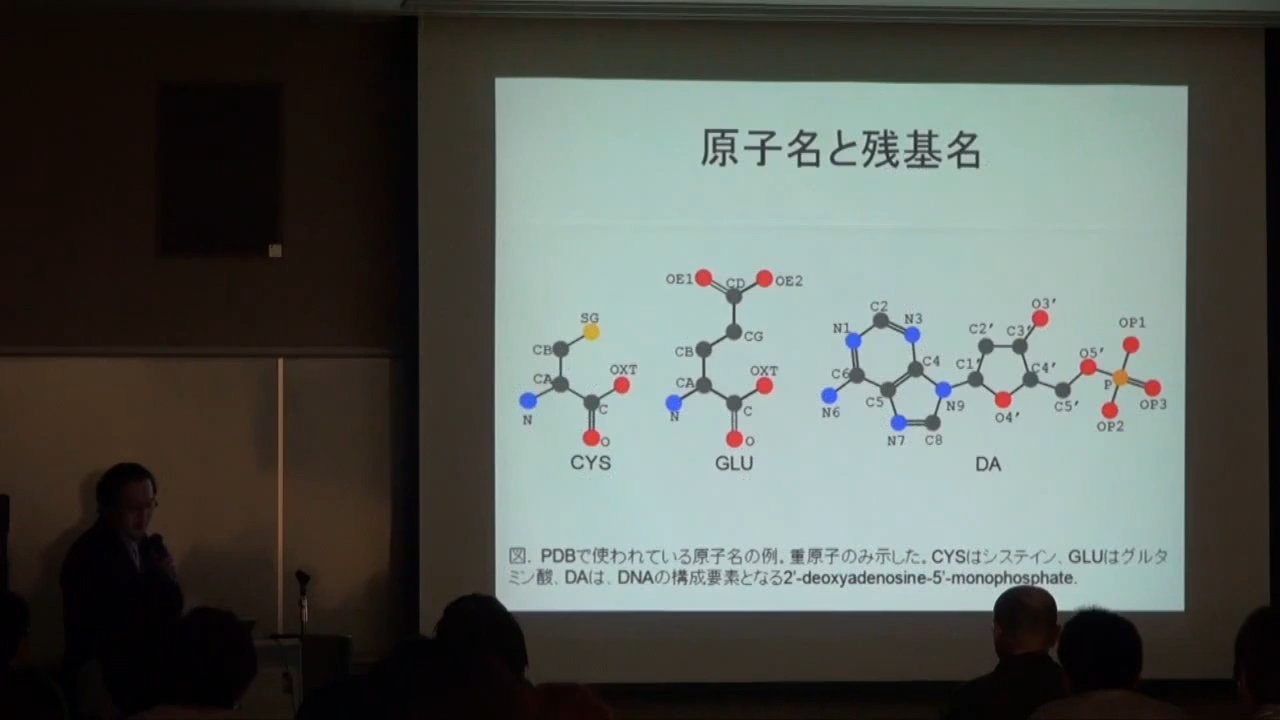 原子名と残基名
OE1 CD OE2
SG CG
CB CB
CA OXT CA OXT
N C N C
O O
CYS GLU
C2 N3 O3'
N1 C2' C3' OP1
C6 C4 C1' C4' O5' P
N6 C5 N9 O4' C5' OP3
N7 C8 OP2
DA
図. PDBで使われている原子名の例。重原子のみ示した。CYSはシステイン、GLUはグルタ
ミン酸、DAは、DNAの構成要素となる2'-deoxyadenosine-5'-monophosphate.